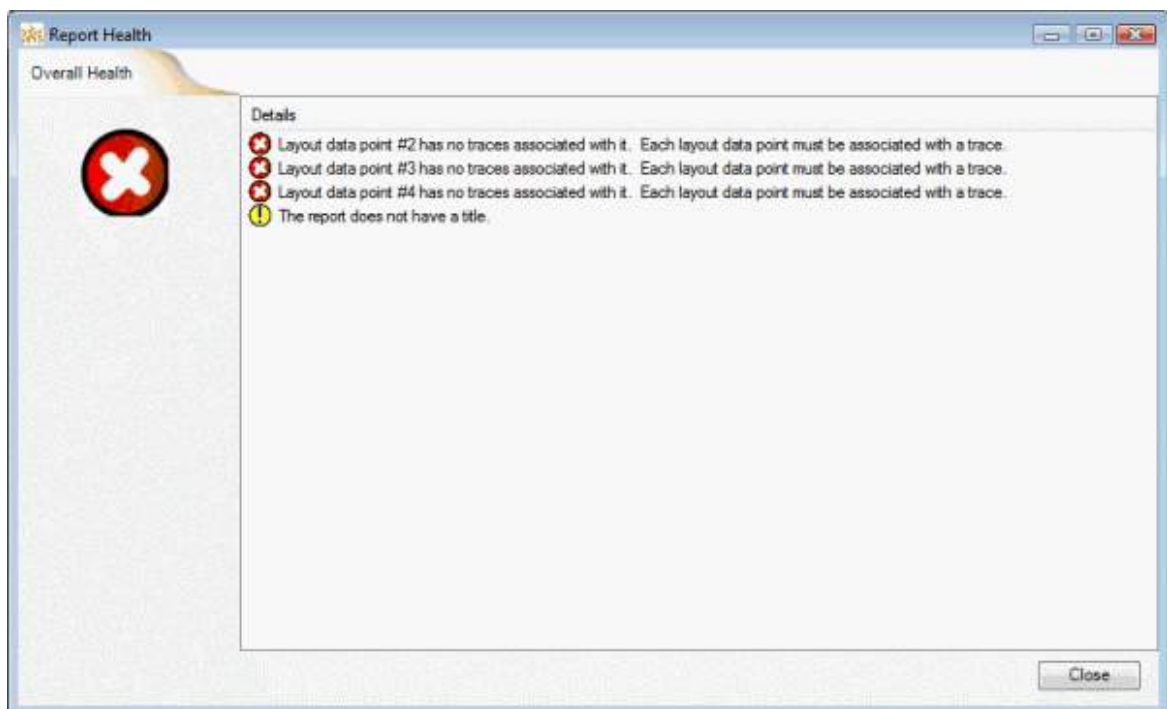 Report Health
Overall Health
Details
Layout data point #2 has no traces associated with it.  Each layout data point must be associated with a trace.
Layout data point #3 has no traces associated with it.  Each layout data point must be associated with a trace.
Layout data point #4 has no traces associated with it.  Each layout data point must be associated with a trace.
The report does not have a title.
Close